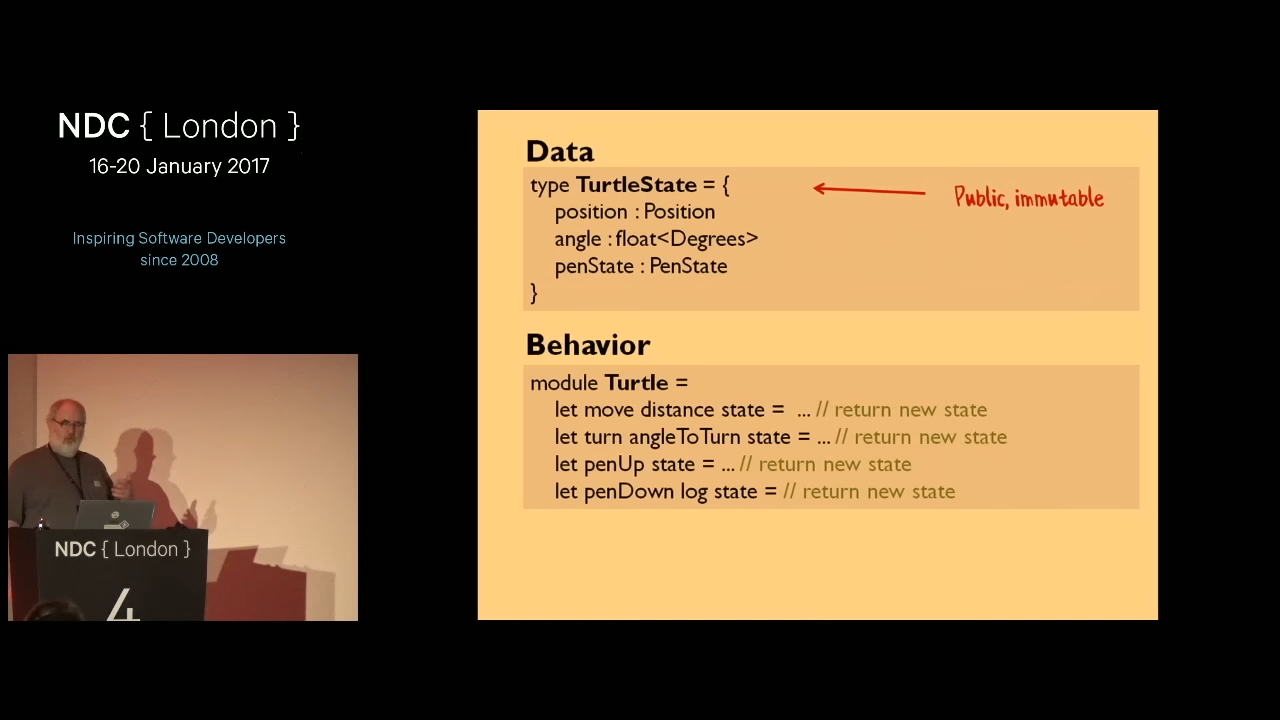 NDC { London }
16-20 January 2017
Inspiring Software Developers
since 2008
NDC { London }
4
Data
type TurtleState = {
position : Position
angle : float<Degrees>
penState : PenState
}
Public, immutable
Behavior
module Turtle =
let move distance state = ... // return new state
let turn angleToTurn state = ... // return new state
let penUp state = ... // return new state
let penDown log state = // return new state